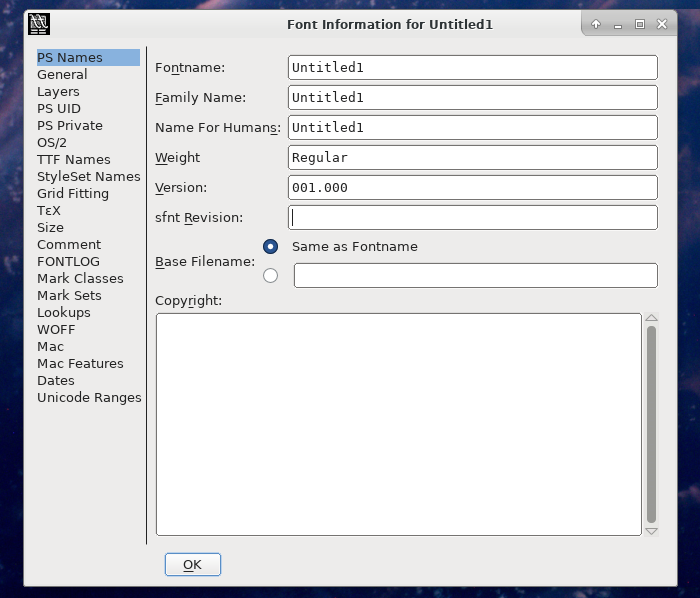 Font Information for Untitled1
PS Names
General
Layers
PS UID
PS Private
OS/2
TTF Names
StyleSet Names
Grid Fitting
TεX
Size
Comment
FONTLOG
Mark Classes
Mark Sets
Lookups
WOFF
Mac
Mac Features
Dates
Unicode Ranges
Fontname: Untitled1
Family Name: Untitled1
Name For Humans: Untitled1
Weight Regular
Version: 001.000
sfnt Revision:
Base Filename: Same as Fontname
Copyright:
OK